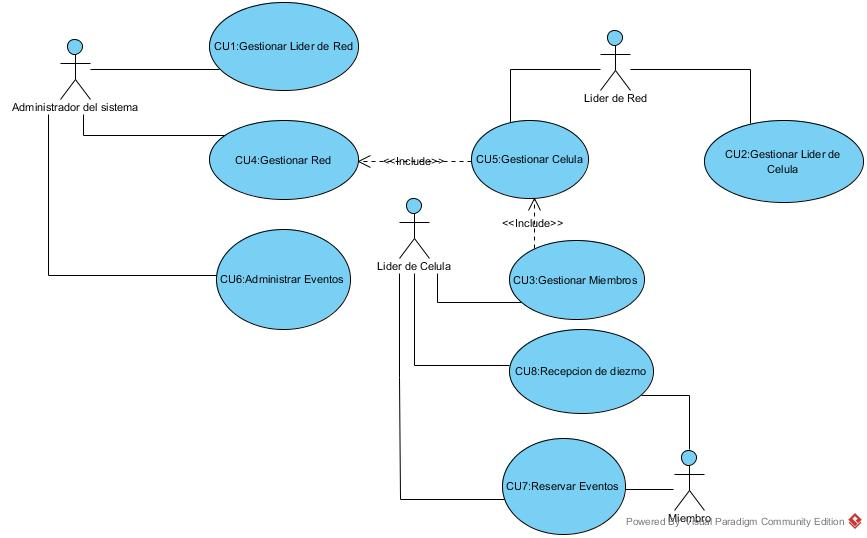 CU1:Gestionar Lider de Red
Administrador del sistema
Lider de Red
CU4:Gestionar Red
<<Include>>
CU5:Gestionar Celula
CU2:Gestionar Lider de
Celula
<<Include>>
Lider de Celula
CU6:Administrar Eventos
CU3:Gestionar Miembros
CU8:Recepcion de diezmo
CU7:Reservar Eventos
Miembro
Powered By Visual Paradigm Community Edition